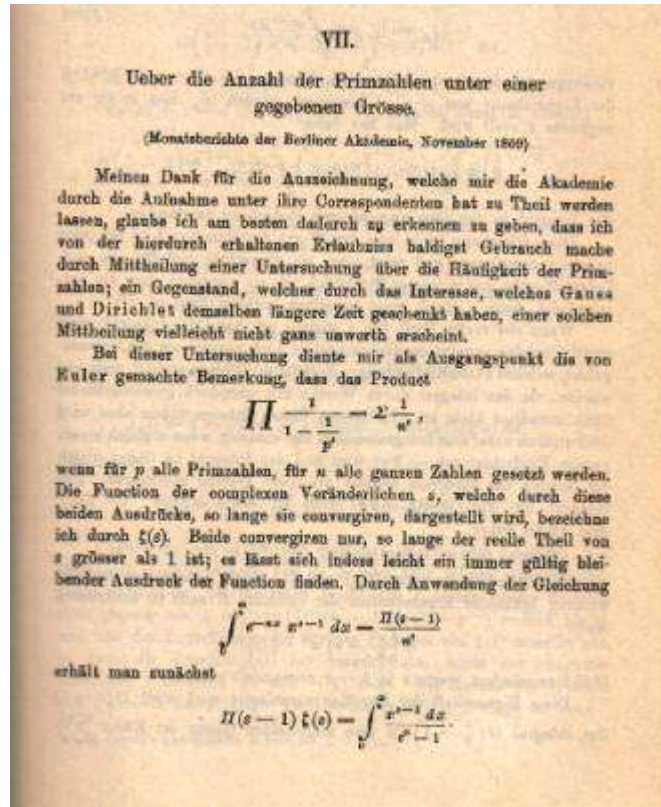 VII.
Ueber die Anzahl der Primzahlen unter einer
gegebenen Grösse.
(Monatsberichte der Berliner Akademie, November 1859)
Meinen Dank für die Auszeichnung, welche mir die Akademie
durch die Aufnahme unter ihre Correspondenten hat zu Theil werden
lassen, glaube ich am besten dadurch zu erkennen zu geben, dass ich
von der hierdurch erhaltenen Erlaubniss baldigst Gebrauch mache
durch Mittheilung einer Untersuchung über die Häufigkeit der Prim-
zahlen; ein Gegenstand, welcher durch das Interesse, welches Gauss
und Dirichlet demselben längere Zeit geschenkt haben, einer solchen
Mittheilung vielleicht nicht ganz unwerth erscheint.
Bei dieser Untersuchung diente mir als Ausgangspunkt die von
Euler gemachte Bemerkung, dass das Product
∏ 1/(1 − 1/pˢ) = Σ 1/nˢ,
wenn für p alle Primzahlen, für n alle ganzen Zahlen gesetzt werden.
Die Function der complexen Veränderlichen s, welche durch diese
beiden Ausdrücke, so lange sie convergiren, dargestellt wird, bezeichne
ich durch ζ(s). Beide convergiren nur, so lange der reelle Theil von
s grösser als 1 ist; es lässt sich indess leicht ein immer gültig blei-
bender Ausdruck der Function finden. Durch Anwendung der Gleichung
∫₀^∞ e^(−nx) x^(s−1) dx = Π(s − 1)/nˢ
erhält man zunächst
Π(s − 1) ζ(s) = ∫₀^∞ x^(s−1) dx/(eˣ − 1).